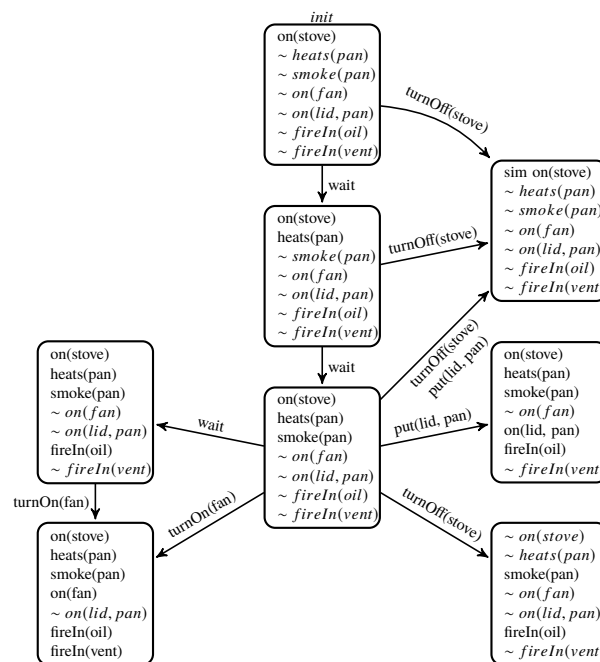 init
on(stove)
~ heats(pan)
~ smoke(pan)
~ on(fan)
~ on(lid, pan)
~ fireIn(oil)
~ fireIn(vent)
turnOff(stove)
wait
sim on(stove)
~ heats(pan)
~ smoke(pan)
~ on(fan)
~ on(lid, pan)
~ fireIn(oil)
~ fireIn(vent
on(stove)
heats(pan)
~ smoke(pan)
~ on(fan)
~ on(lid, pan)
~ fireIn(oil)
~ fireIn(vent)
turnOff(stove)
wait
turnOff(stove)
put(lid, pan)
on(stove)
heats(pan)
smoke(pan)
~ on(fan)
~ on(lid, pan)
fireIn(oil)
~ fireIn(vent)
wait
on(stove)
heats(pan)
smoke(pan)
~ on(fan)
~ on(lid, pan)
~ fireIn(oil)
~ fireIn(vent)
put(lid, pan)
on(stove)
heats(pan)
smoke(pan)
~ on(fan)
on(lid, pan)
fireIn(oil)
~ fireIn(vent
turnOn(fan)
turnOn(fan)
turnOff(stove)
on(stove)
heats(pan)
smoke(pan)
on(fan)
~ on(lid, pan)
fireIn(oil)
fireIn(vent)
~ on(stove)
~ heats(pan)
smoke(pan)
~ on(fan)
~ on(lid, pan)
fireIn(oil)
~ fireIn(vent